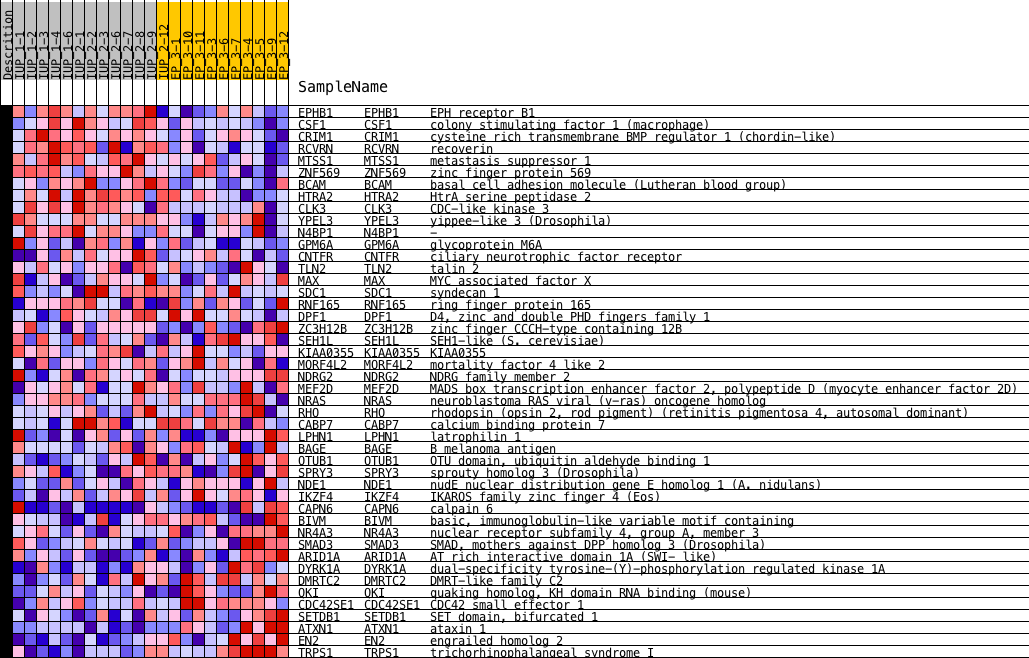 Descrition
IUP_1-1
IUP_1-2
IUP_1-3
IUP_1-4
IUP_1-6
IUP_2-2
IUP_2-3
IUP_2-6
IUP_2-7
IUP_2-8
IUP_2-9
IUP_2-12
EP_3-1
EP_3-10
EP_3-11
EP_3-3
EP_3-6
EP_3-7
EP_3-4
EP_3-5
EP_3-9
EP_3-12
SampleName
EPHB1 EPHB1 EPH receptor B1
CSF1 CSF1 colony stimulating factor 1 (macrophage)
CRIM1 CRIM1 cysteine rich transmembrane BMP regulator 1 (chordin-like)
RCVRN RCVRN recoverin
MTSS1 MTSS1 metastasis suppressor 1
ZNF569 ZNF569 zinc finger protein 569
BCAM BCAM basal cell adhesion molecule (Lutheran blood group)
HTRA2 HTRA2 HtrA serine peptidase 2
CLK3 CLK3 CDC-like kinase 3
YPEL3 YPEL3 yippee-like 3 (Drosophila)
N4BP1 N4BP1 -
GPM6A GPM6A glycoprotein M6A
CNTFR CNTFR ciliary neurotrophic factor receptor
TLN2 TLN2 talin 2
MAX MAX MYC associated factor X
SDC1 SDC1 syndecan 1
RNF165 RNF165 ring finger protein 165
DPF1 DPF1 D4, zinc and double PHD fingers family 1
ZC3H12B ZC3H12B zinc finger CCCH-type containing 12B
SEH1L SEH1L SEH1-like (S. cerevisiae)
KIAA0355 KIAA0355 KIAA0355
MORF4L2 MORF4L2 mortality factor 4 like 2
NDRG2 NDRG2 NDRG family member 2
MEF2D MEF2D MADS box transcription enhancer factor 2, polypeptide D (myocyte enhancer factor 2D)
NRAS NRAS neuroblastoma RAS viral (v-ras) oncogene homolog
RHO RHO rhodopsin (opsin 2, rod pigment) (retinitis pigmentosa 4, autosomal dominant)
CABP7 CABP7 calcium binding protein 7
LPHN1 LPHN1 latrophilin 1
BAGE BAGE B melanoma antigen
OTUB1 OTUB1 OTU domain, ubiquitin aldehyde binding 1
SPRY3 SPRY3 sprouty homolog 3 (Drosophila)
NDE1 NDE1 nudE nuclear distribution gene E homolog 1 (A. nidulans)
IKZF4 IKZF4 IKAROS family zinc finger 4 (Eos)
CAPN6 CAPN6 calpain 6
BIVM BIVM basic, immunoglobulin-like variable motif containing
NR4A3 NR4A3 nuclear receptor subfamily 4, group A, member 3
SMAD3 SMAD3 SMAD, mothers against DPP homolog 3 (Drosophila)
ARID1A ARID1A AT rich interactive domain 1A (SWI- like)
DYRK1A DYRK1A dual-specificity tyrosine-(Y)-phosphorylation regulated kinase 1A
DMRTC2 DMRTC2 DMRT-like family C2
QKI QKI quaking homolog, KH domain RNA binding (mouse)
CDC42SE1 CDC42SE1 CDC42 small effector 1
SETDB1 SETDB1 SET domain, bifurcated 1
ATXN1 ATXN1 ataxin 1
EN2 EN2 engrailed homolog 2
TRPS1 TRPS1 trichorhinophalangeal syndrome I